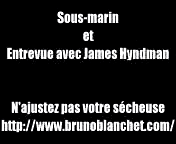 Sous-marin
et
Entrevue avec James Hyndman
N'ajustez pas votre sécheuse
http://www.brunoblanchet.com/